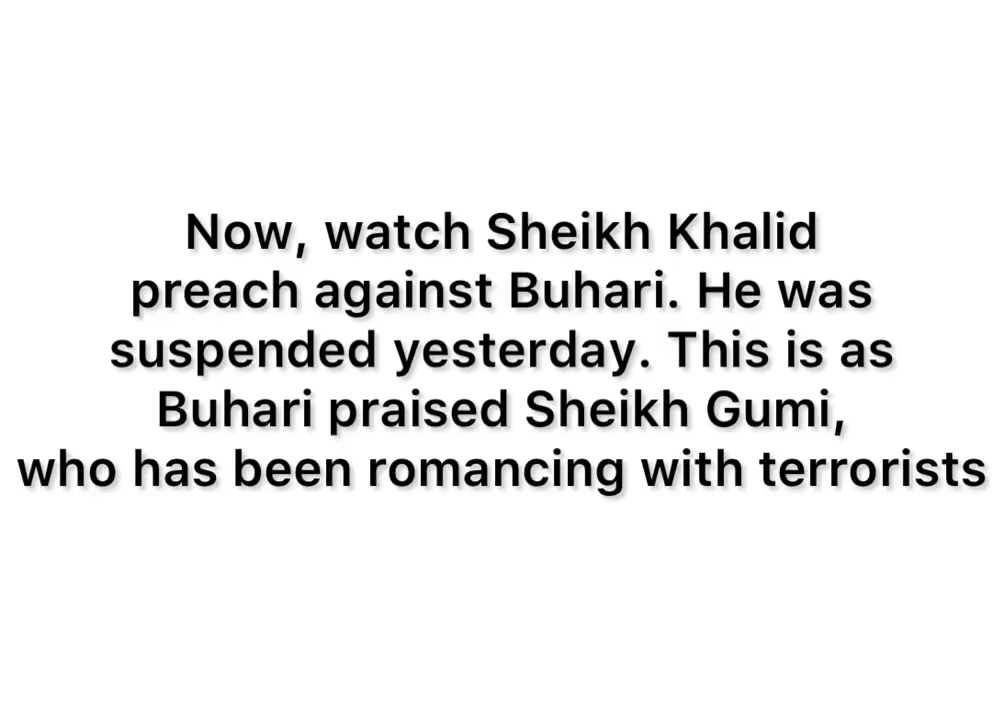 Now, watch Sheikh Khalid
preach against Buhari. He was
suspended yesterday. This is as
Buhari praised Sheikh Gumi,
who has been romancing with terrorists